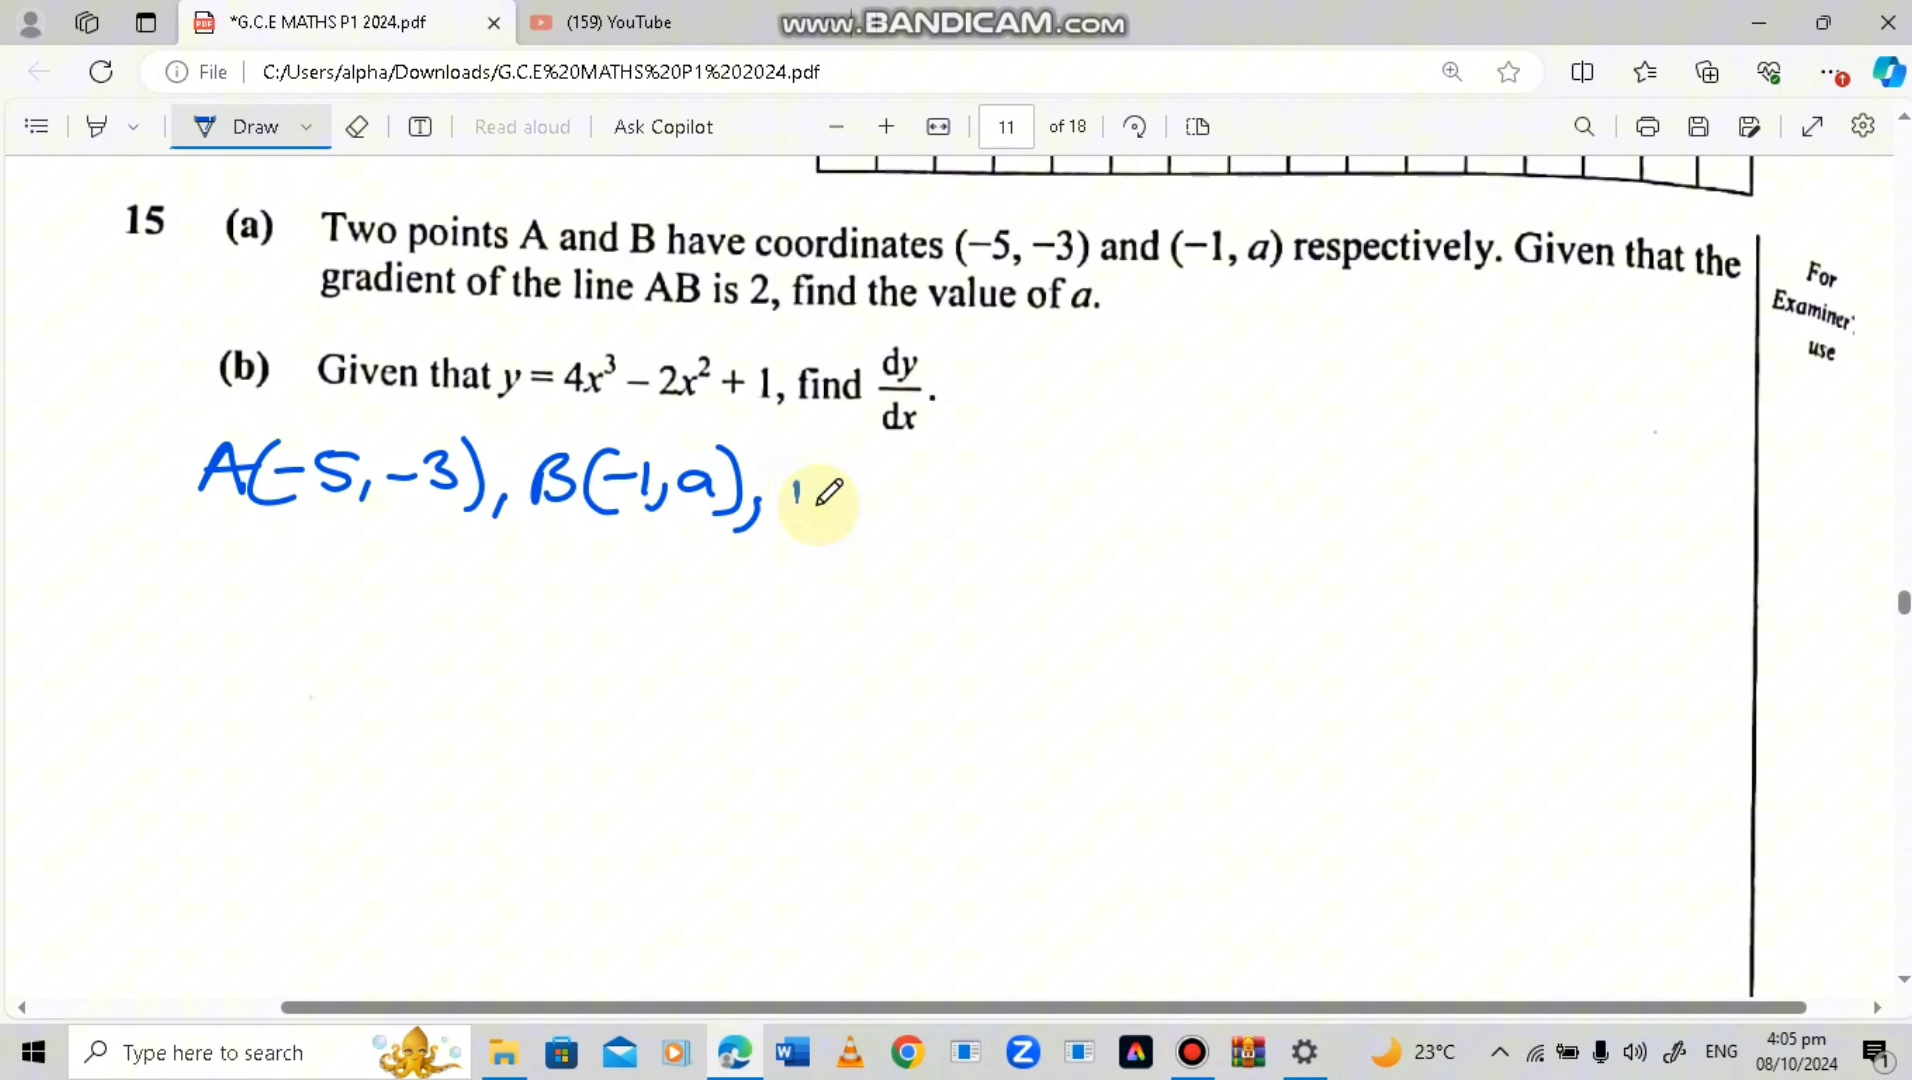 *G.C.E MATHS P1 2024.pdf
(159) YouTube
www.BANDICAM.com
File
C:/Users/alpha/Downloads/G.C.E%20MATHS%20P1%202024.pdf
Draw
Read aloud
Ask Copilot
11
of 18
15 (a) Two points A and B have coordinates (−5, −3) and (−1, a) respectively. Given that the
gradient of the line AB is 2, find the value of a.
For
Examiner'
use
(b) Given that y = 4x³ − 2x² + 1, find dy/dx.
A(-5,-3), B(-1,a),
Type here to search
23°C
ENG
4:05 pm
08/10/2024
1